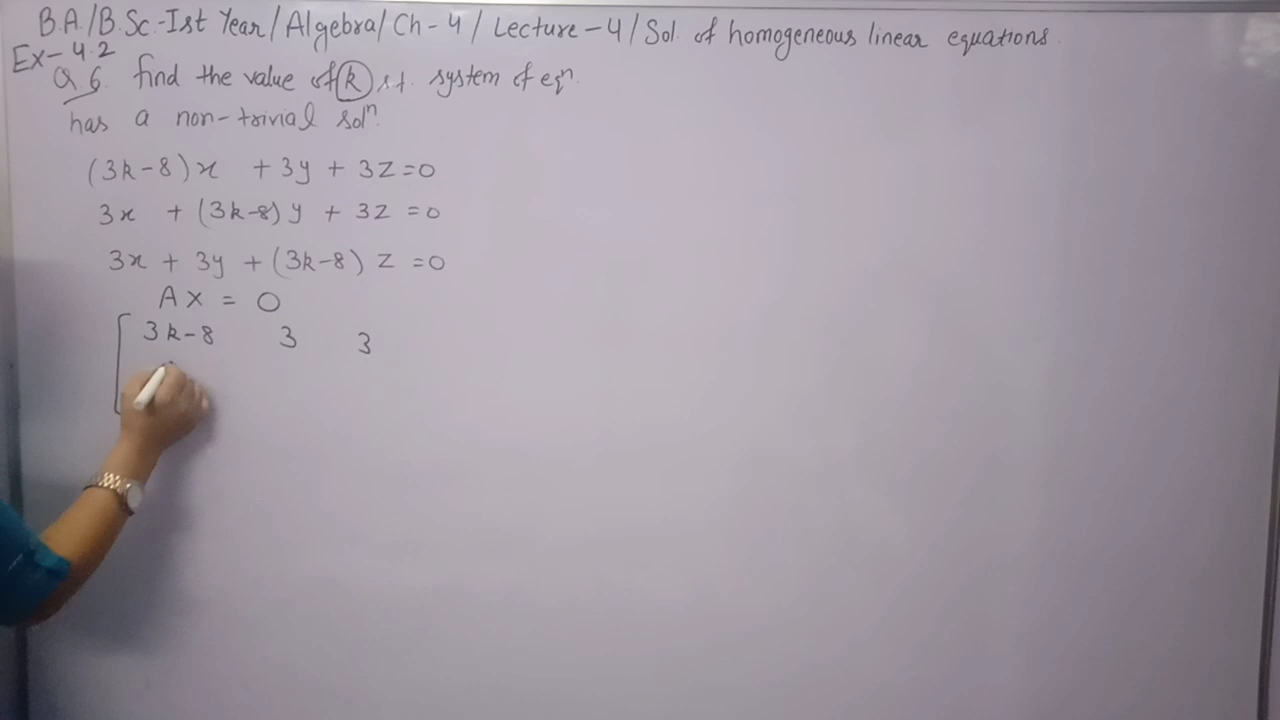 B.A./B.Sc.-Ist Year/Algebra/Ch-4/Lecture-4/Sol. of homogeneous linear equations.
Ex-4.2
Q.6. find the value of k s.t. system of eqn.
has a non-trivial soln.
(3k-8)x + 3y + 3z=0
3x + (3k-8)y + 3z =0
3x + 3y + (3k-8) z =0
AX = 0
[3k-8 3 3